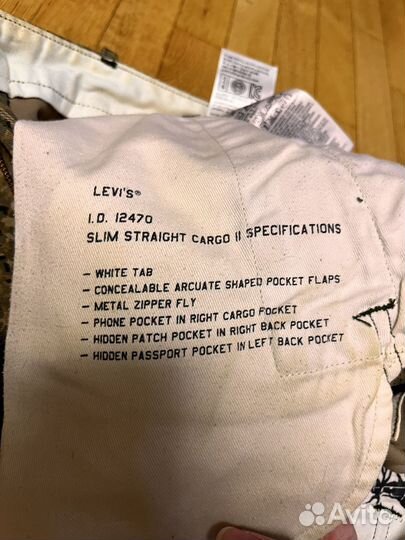 LEVI'S®
I.D. 12470
SLIM STRAIGHT CARGO II SPECIFICATIONS
- WHITE TAB
- CONCEALABLE ARCUATE SHAPED POCKET FLAPS
- METAL ZIPPER FLY
- PHONE POCKET IN RIGHT CARGO POCKET
- HIDDEN PATCH POCKET IN RIGHT BACK POCKET
- HIDDEN PASSPORT POCKET IN LEFT BACK POCKET
Avito